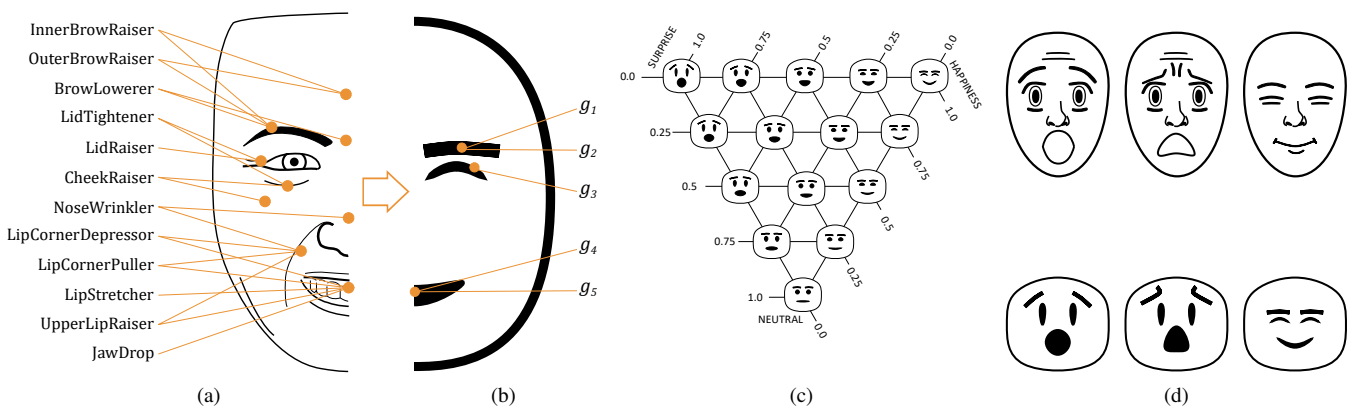 InnerBrowRaiser
OuterBrowRaiser
BrowLowerer
LidTightener
LidRaiser
CheekRaiser
NoseWrinkler
LipCornerDepressor
LipCornerPuller
LipStretcher
UpperLipRaiser
JawDrop
(a)
g1
g2
g3
g4
g5
(b)
SURPRISE
1.0
0.75
0.5
0.25
0.0
HAPPINESS
0.0
1.0
0.25
0.75
0.5
0.5
0.75
0.25
1.0
NEUTRAL
0.0
(c)
(d)